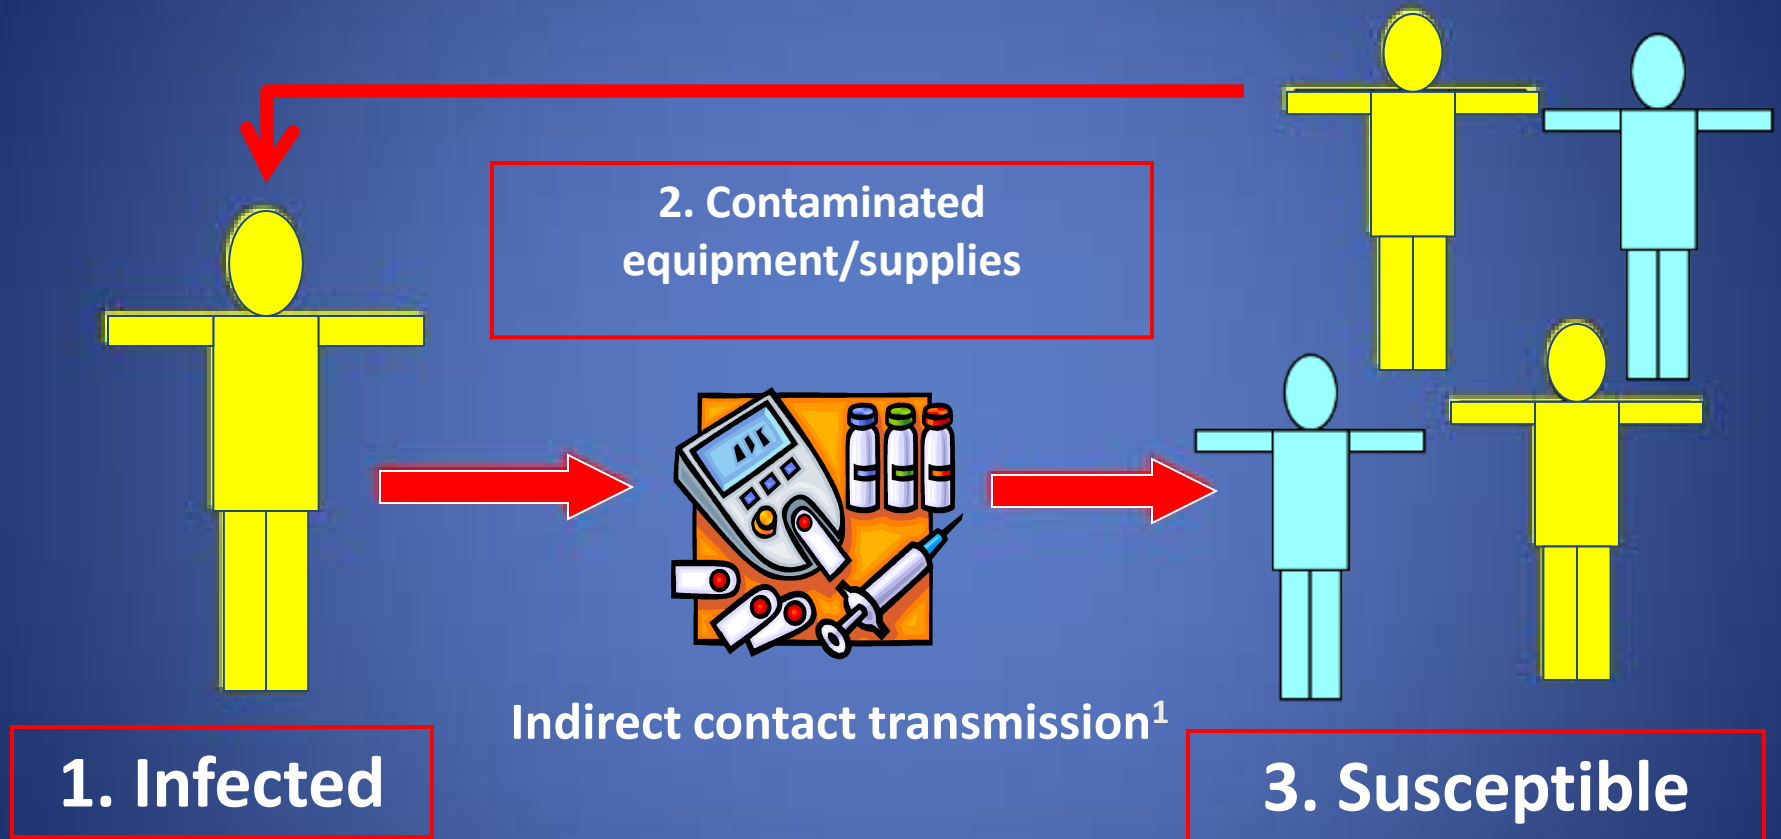 2. Contaminated
equipment/supplies
Indirect contact transmission¹
1. Infected
3. Susceptible